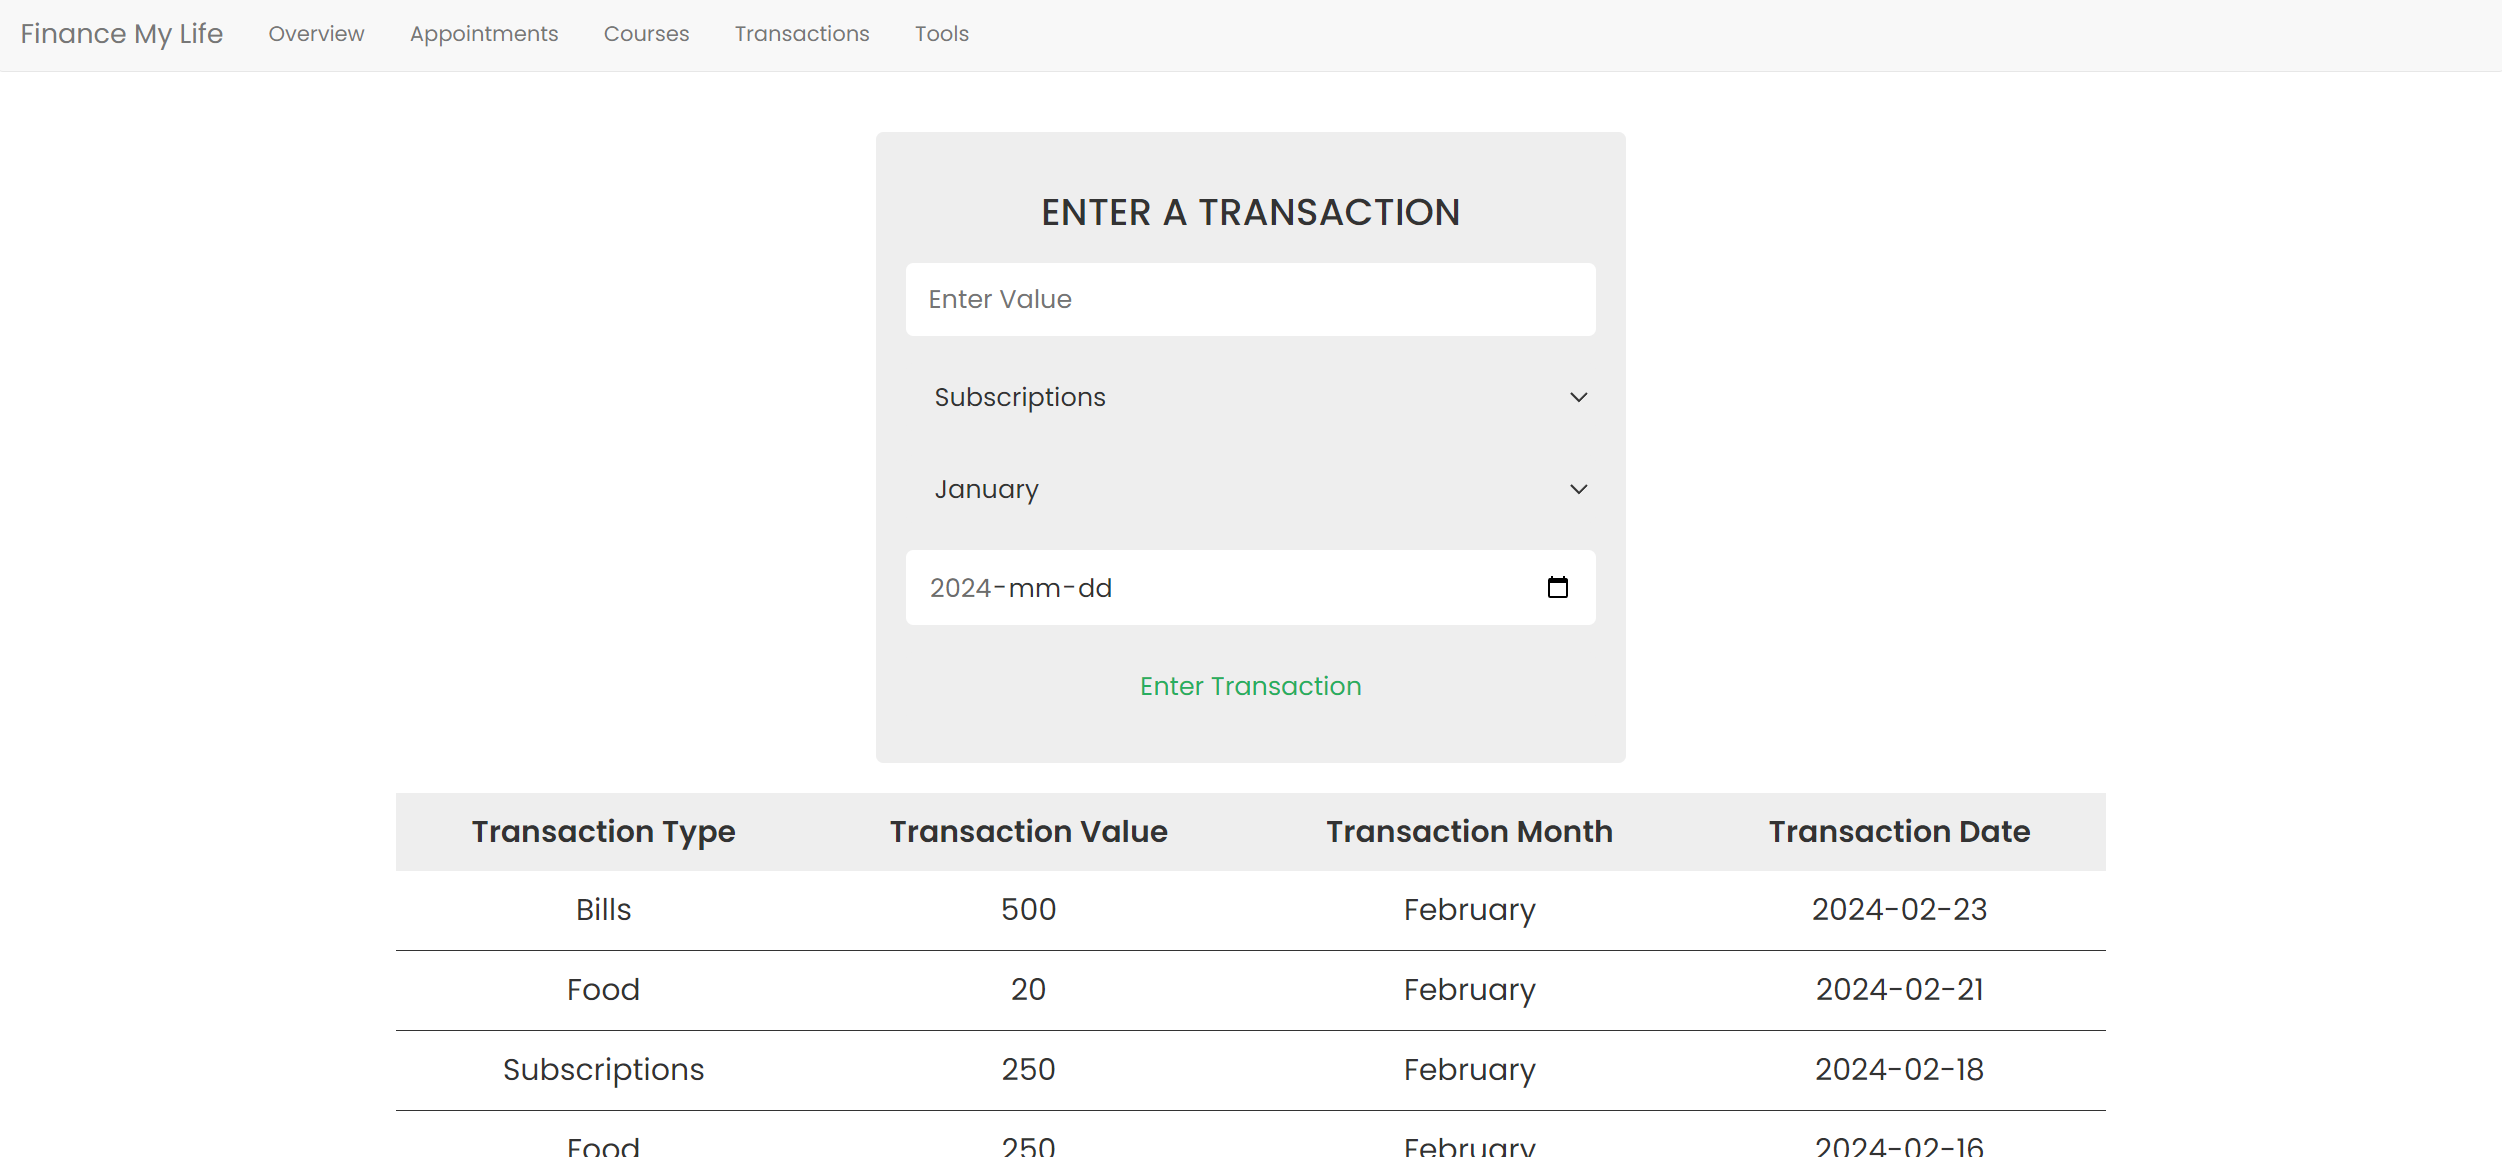 Finance My Life Overview Appointments Courses Transactions Tools
ENTER A TRANSACTION
Enter Value
Subscriptions
January
2024-mm-dd
Enter Transaction
Transaction Type Transaction Value Transaction Month Transaction Date
Bills 500 February 2024-02-23
Food 20 February 2024-02-21
Subscriptions 250 February 2024-02-18
Food 250 February 2024-02-16